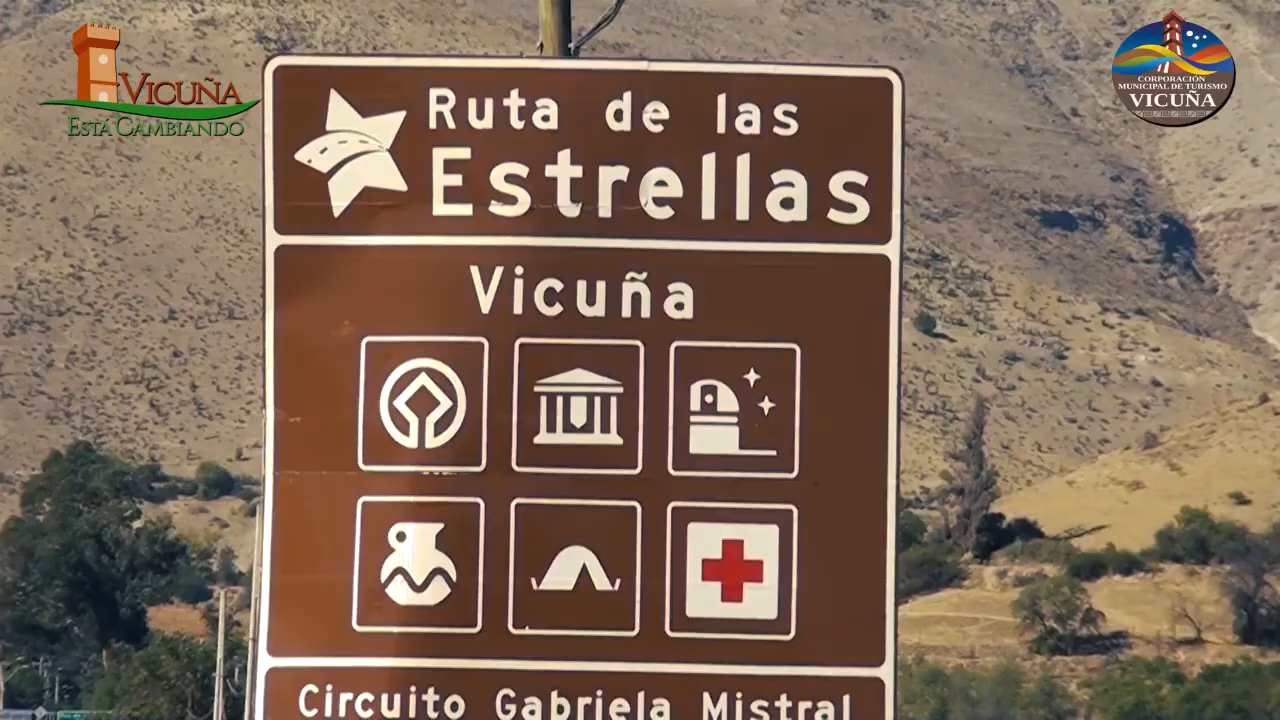 VICUÑA
ESTÁ CAMBIANDO
CORPORACIÓN
MUNICIPAL DE TURISMO
VICUÑA
Ruta de las
Estrellas
Vicuña
Circuito Gabriela Mistral